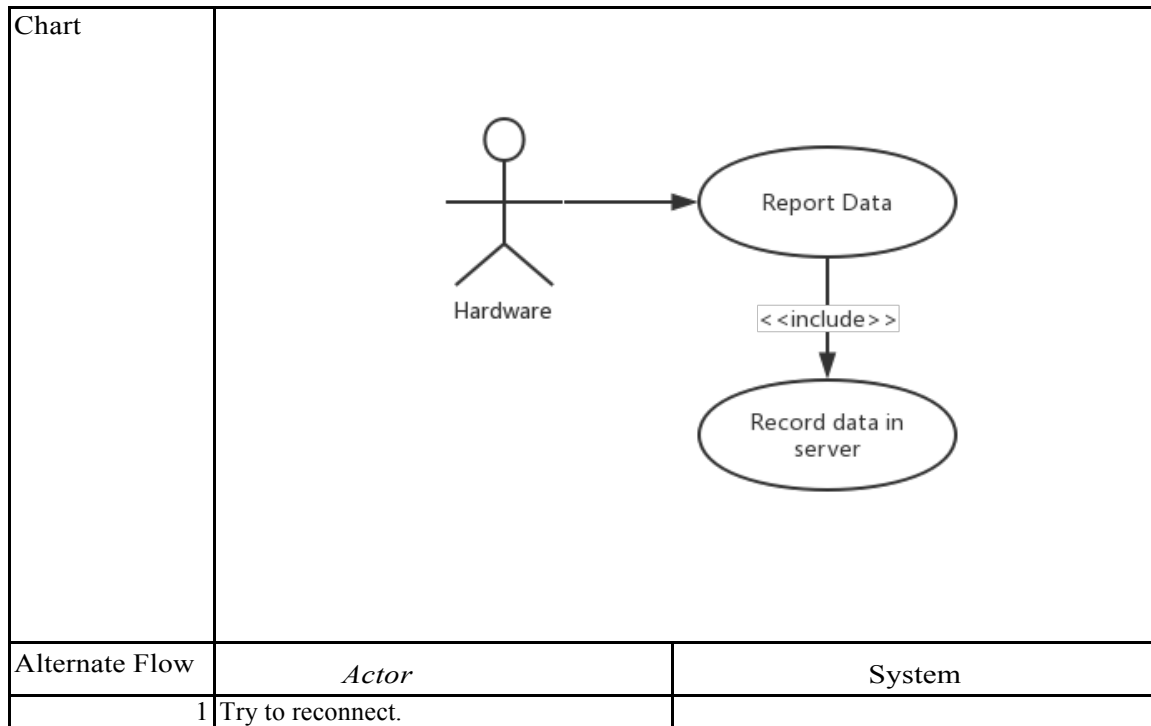 Chart
Report Data
Hardware
<<include>>
Record data in
server
Alternate Flow
Actor
System
1 Try to reconnect.